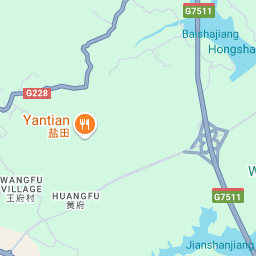 G7511
Baishajiang
Hongsha
G228
Yantian
盐田
WANGFU
VILLAGE
王府村
HUANGFU
黄府
G7511
W
Jianshanjiang